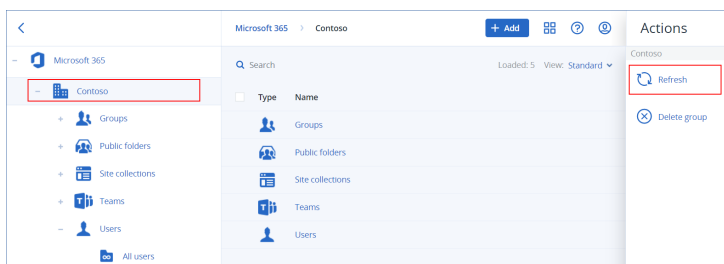 Microsoft 365 Contoso + Add Actions
Microsoft 365
Contoso
Groups
Public folders
Site collections
Teams
Users
All users
Search Loaded: 5 View: Standard
Type Name
Groups
Public folders
Site collections
Teams
Users
Contoso
Refresh
Delete group